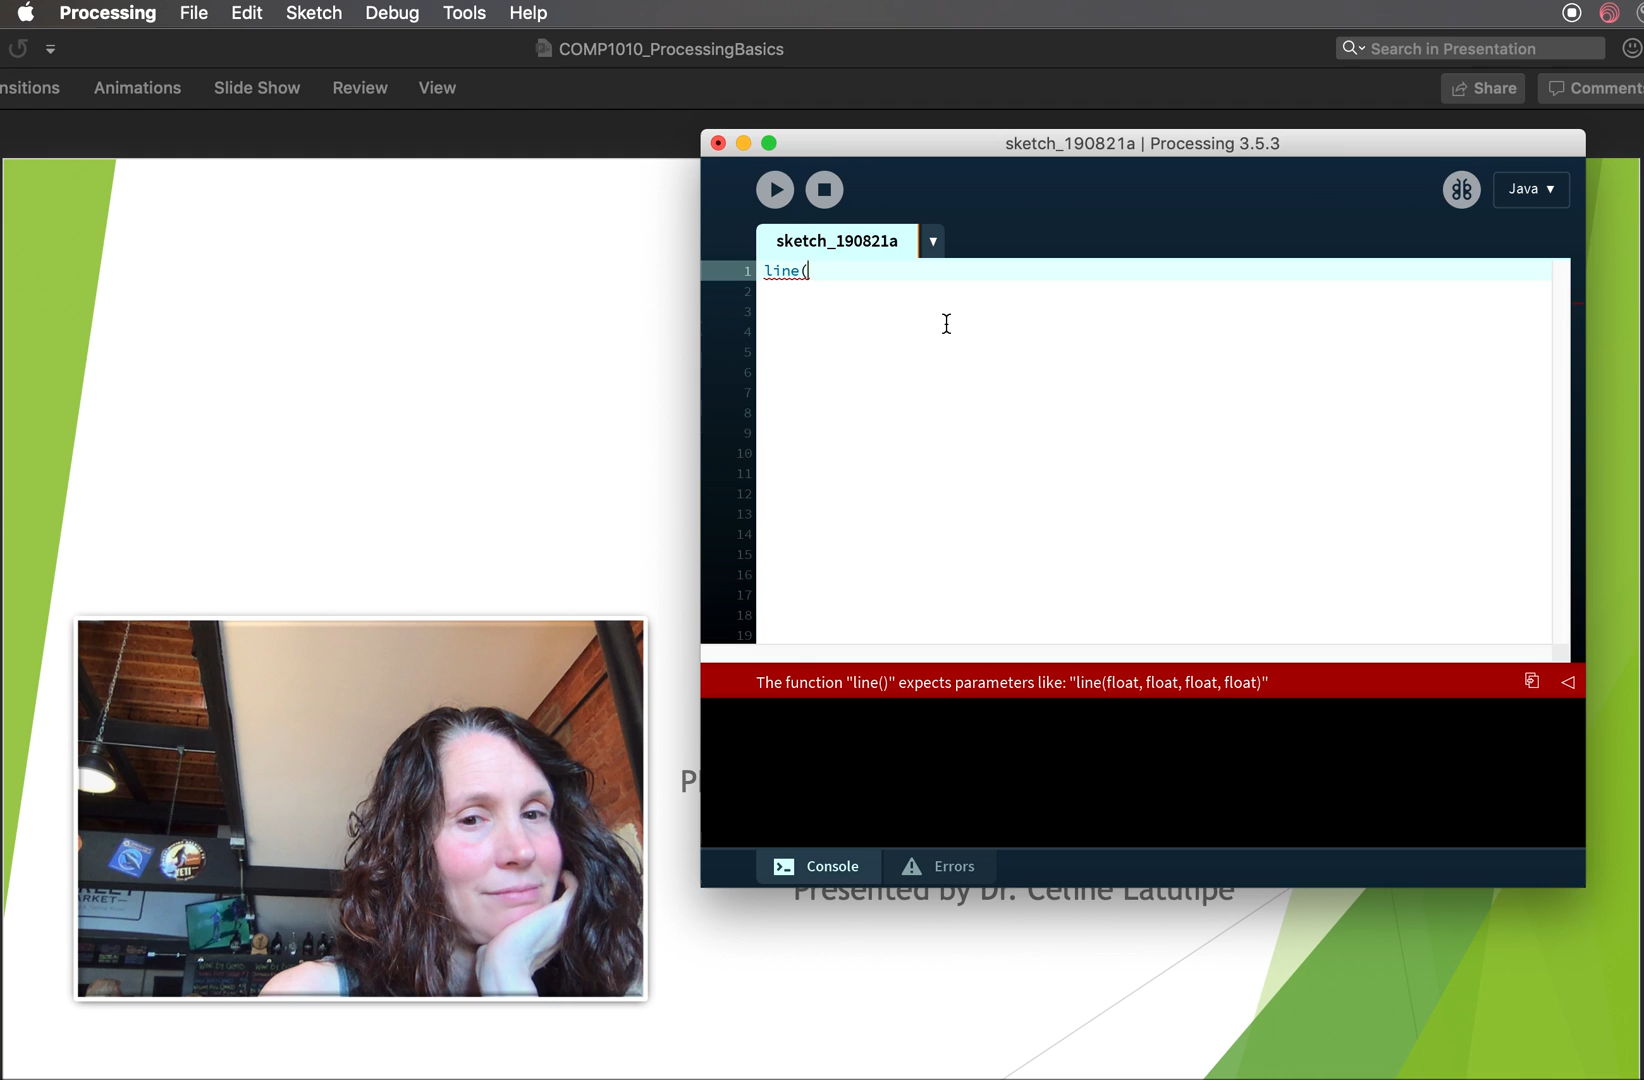 Processing File Edit Sketch Debug Tools Help
COMP1010_ProcessingBasics
Search in Presentation
nsitions Animations Slide Show Review View
Share Comments
sketch_190821a | Processing 3.5.3
Java ▼
sketch_190821a ▼
1 line(
2
3
4
5
6
7
8
9
10
11
12
13
14
15
16
17
18
19
The function "line()" expects parameters like: "line(float, float, float, float)"
Console Errors
Presented by Dr. Celine Latulipe
YETI
MARKET